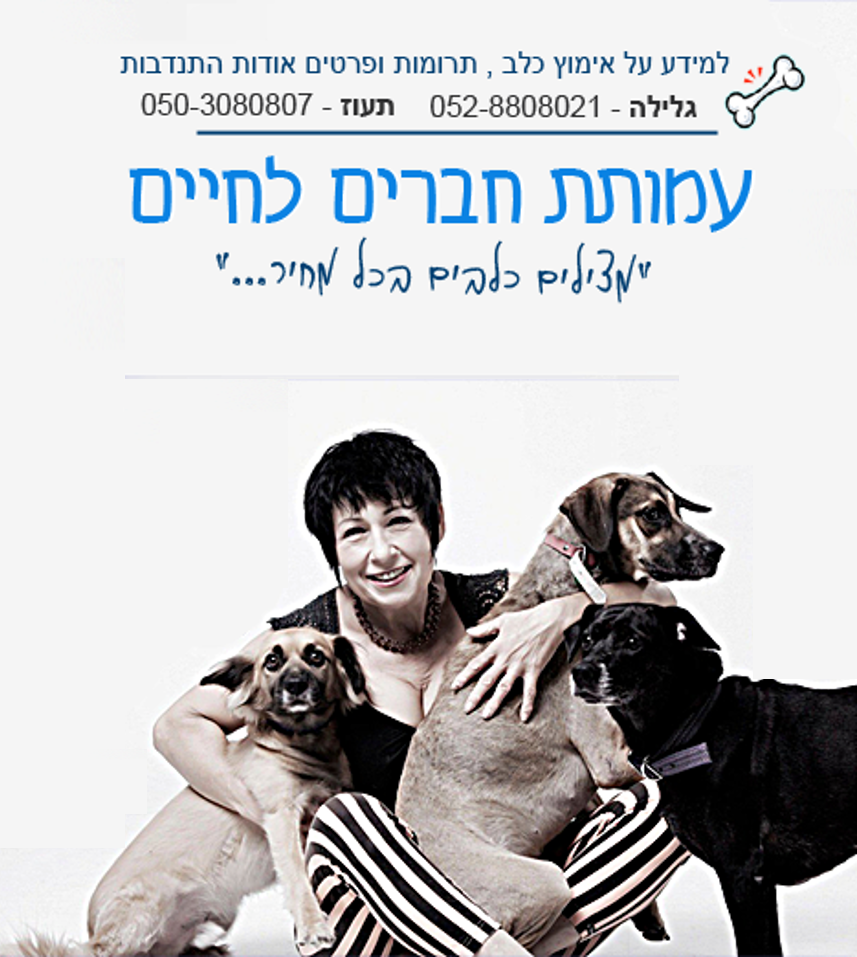 למידע על אימוץ כלב , תרומות ופרטים אודות התנדבות
גלילה - 052-8808021 תעוז - 050-3080807
עמותת חברים לחיים
"מצילים כלבים בכל מחיר..."